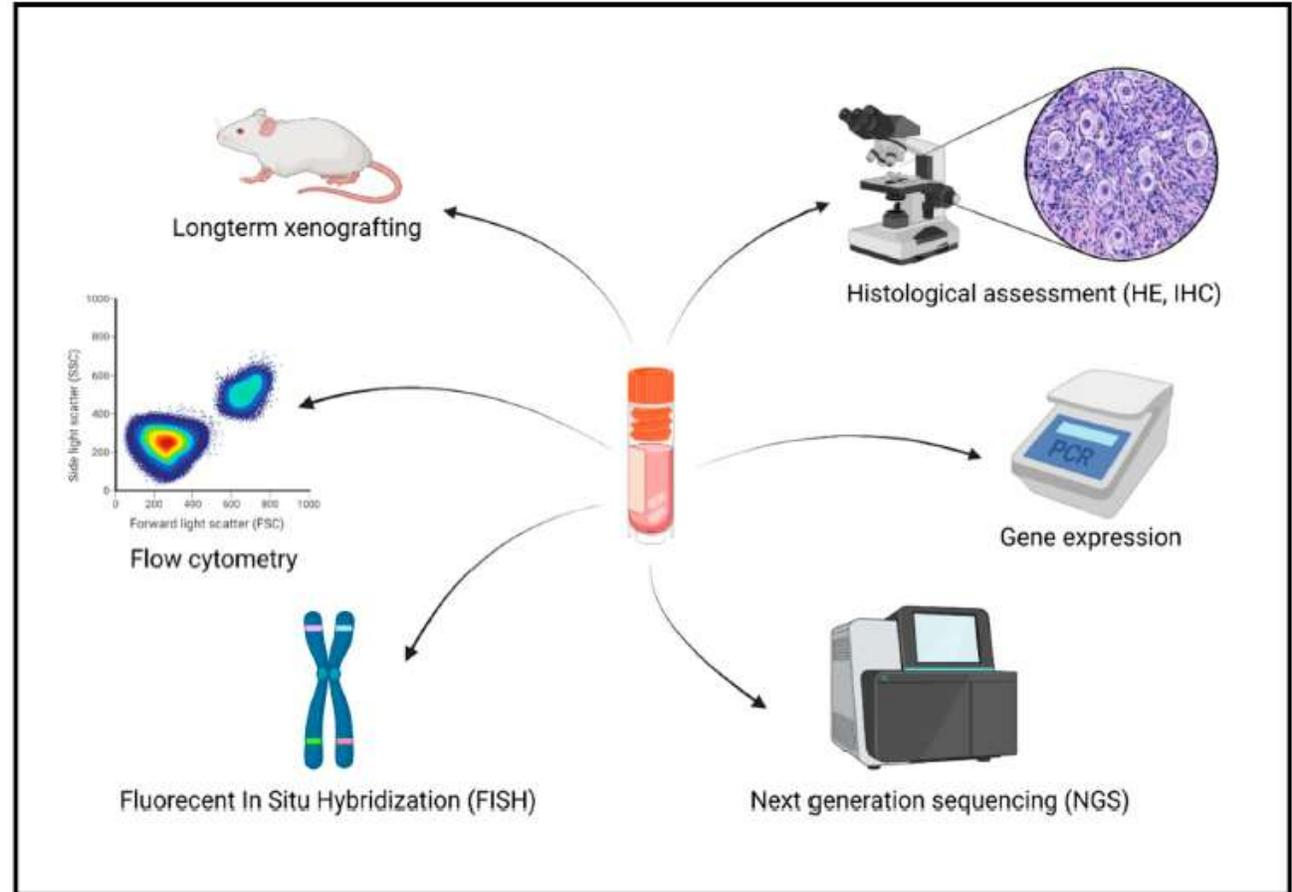 Longterm xenografting
Histological assessment (HE, IHC)
1000
800
600
400
200
0
Side light scatter (SSC)
0 200 400 600 800 1000
Forward light scatter (FSC)
Flow cytometry
PCR
Gene expression
Fluorecent In Situ Hybridization (FISH)
Next generation sequencing (NGS)